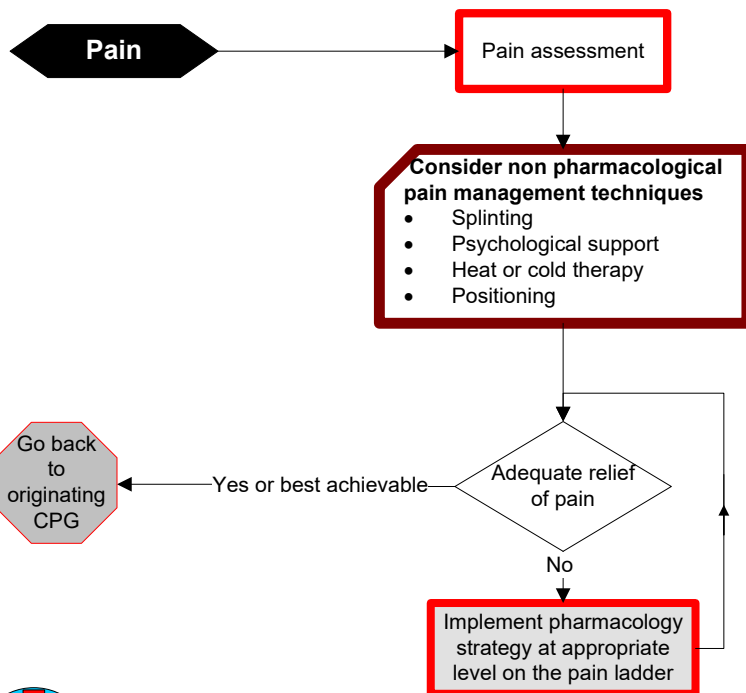 Pain
Pain assessment
Consider non pharmacological
pain management techniques
• Splinting
• Psychological support
• Heat or cold therapy
• Positioning
Go back
to
originating
CPG
Yes or best achievable
Adequate relief
of pain
No
Implement pharmacology
strategy at appropriate
level on the pain ladder